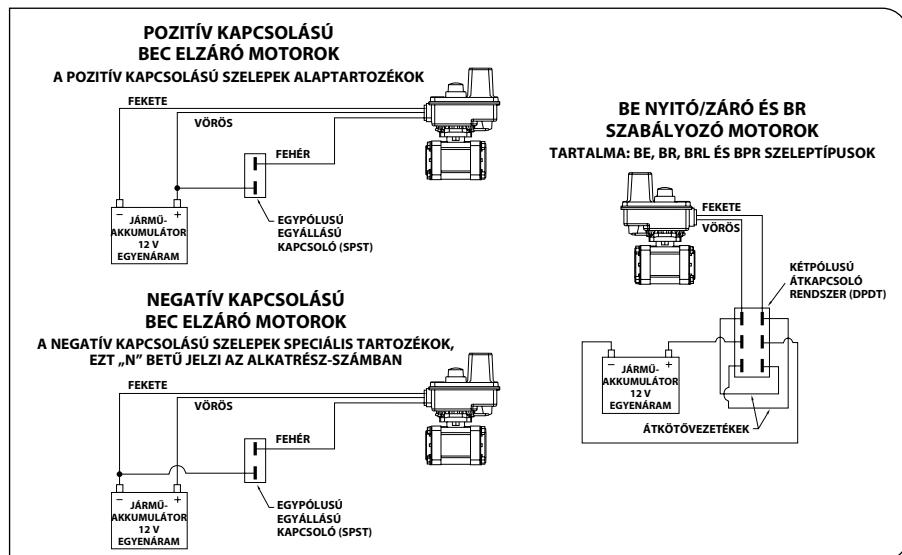 POZITÍV KAPCSOLÁSÚ
BEC ELZÁRÓ MOTOROK
A POZITÍV KAPCSOLÁSÚ SZELEPEK ALAPTARTOZÉKOK
FEKETE
VÖRÖS
FEHÉR
– +
JÁRMŰ-
AKKUMULÁTOR
12 V
EGYENÁRAM
EGYPÓLUSÚ
EGYÁLLÁSÚ
KAPCSOLÓ (SPST)
NEGATÍV KAPCSOLÁSÚ
BEC ELZÁRÓ MOTOROK
A NEGATÍV KAPCSOLÁSÚ SZELEPEK SPECIÁLIS TARTOZÉKOK,
EZT „N” BETŰ JELZI AZ ALKATRÉSZ-SZÁMBAN
FEKETE
VÖRÖS
FEHÉR
– +
JÁRMŰ-
AKKUMULÁTOR
12 V
EGYENÁRAM
EGYPÓLUSÚ
EGYÁLLÁSÚ
KAPCSOLÓ (SPST)
BE NYITÓ/ZÁRÓ ÉS BR
SZABÁLYOZÓ MOTOROK
TARTALMA: BE, BR, BRL ÉS BPR SZELEPTÍPUSOK
FEKETE
VÖRÖS
KÉTPÓLUSÚ
ÁTKAPCSOLÓ
RENDSZER (DPDT)
– +
JÁRMŰ-
AKKUMULÁTOR
12 V
EGYENÁRAM
ÁTKÖTŐVEZETÉKEK